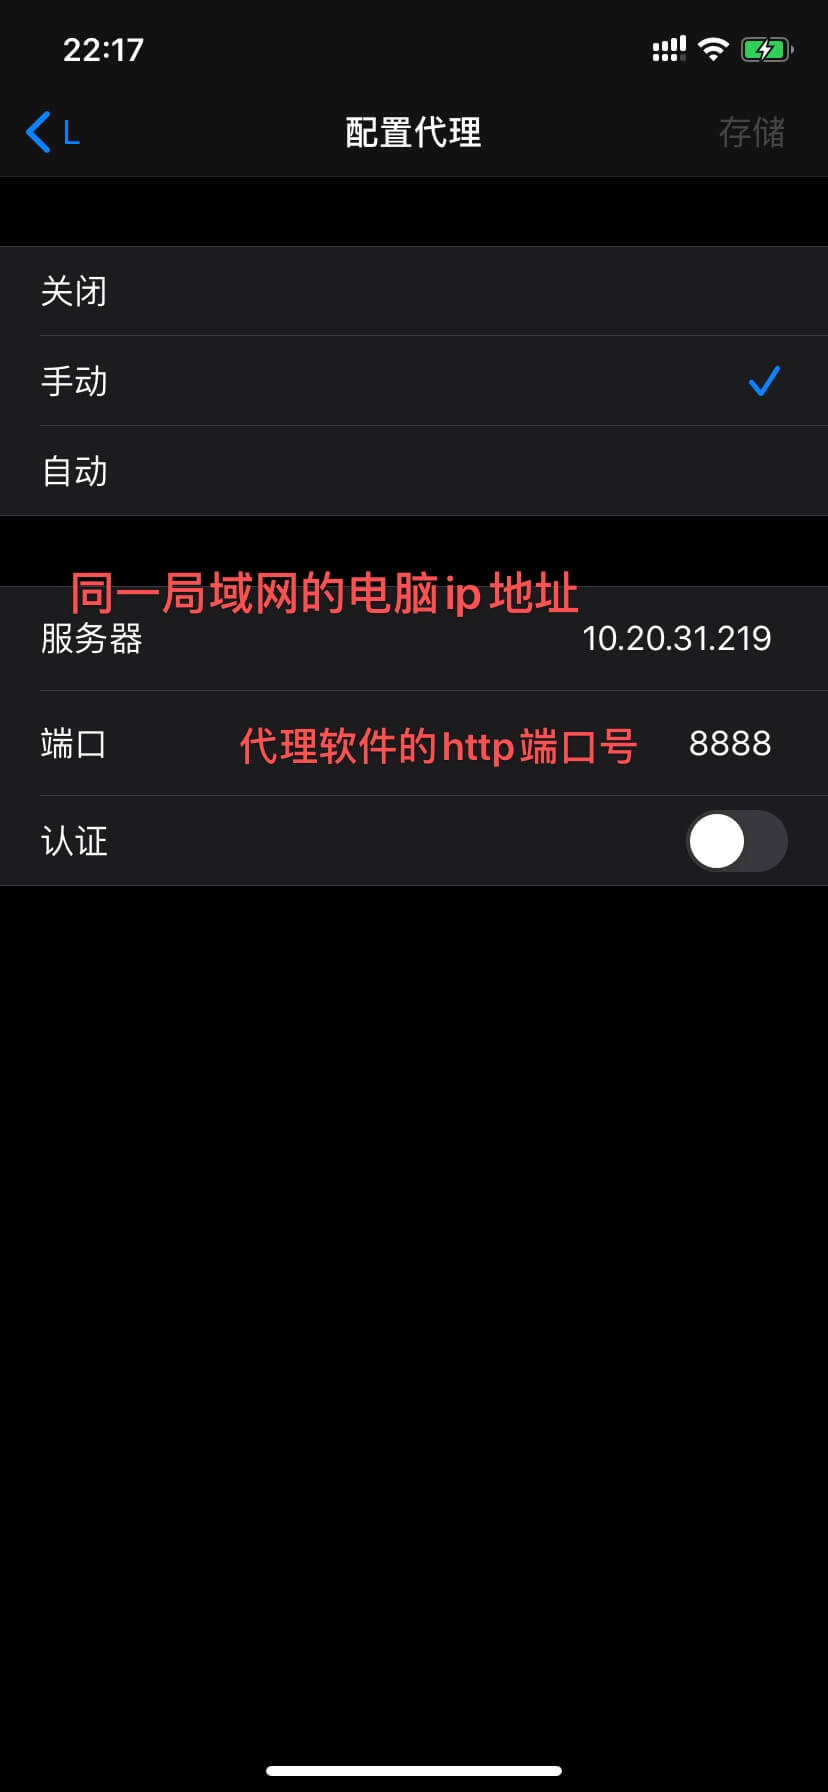 22:17
L
配置代理
存储
关闭
手动
自动
同一局域网的电脑ip地址
服务器
10.20.31.219
端口
代理软件的http端口号
8888
认证